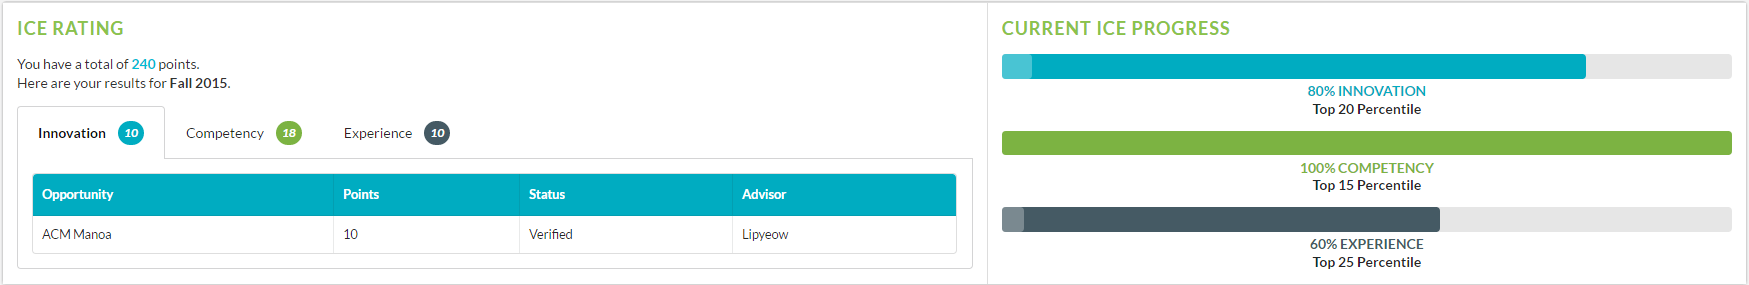 ICE RATING
You have a total of 240 points.
Here are your results for Fall 2015.
Innovation 10 Competency 18 Experience 10
Opportunity Points Status Advisor
ACM Manoa 10 Verified Lipyeow
CURRENT ICE PROGRESS
80% INNOVATION
Top 20 Percentile
100% COMPETENCY
Top 15 Percentile
60% EXPERIENCE
Top 25 Percentile